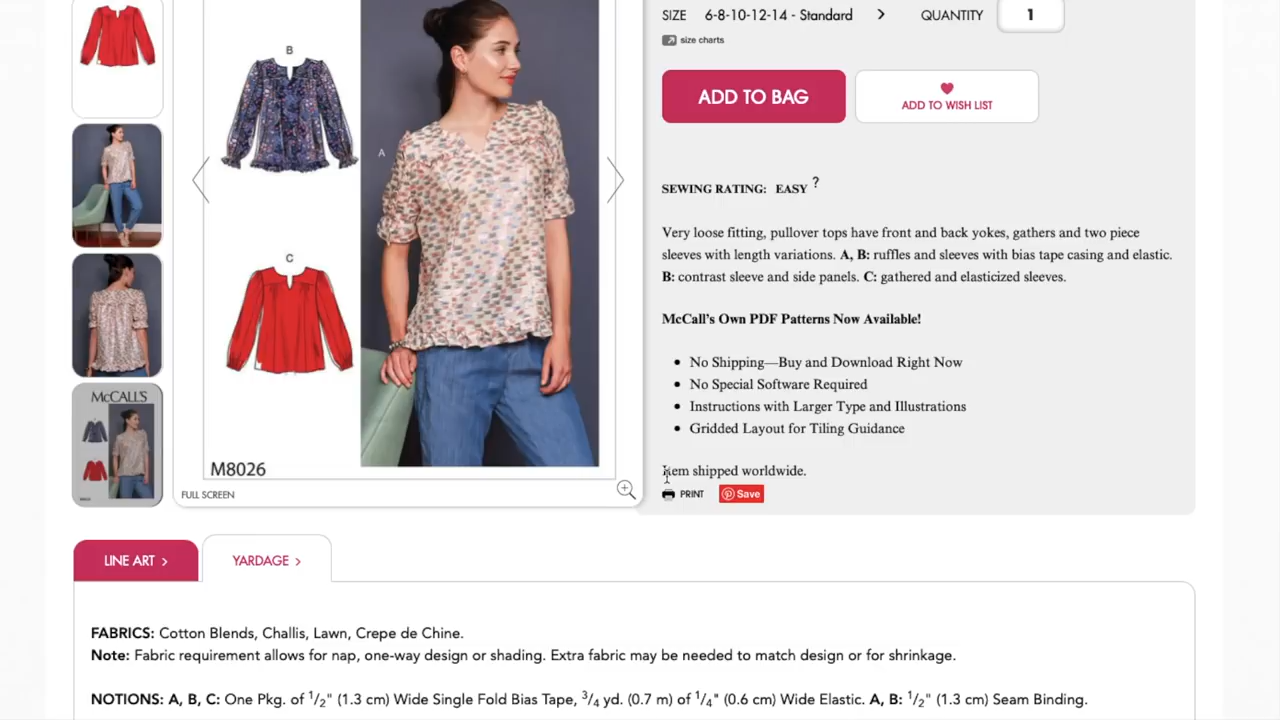 SIZE 6-8-10-12-14 - Standard > QUANTITY 1
size charts
ADD TO BAG
ADD TO WISH LIST
B
A
C
M8026
McCALL'S
FULL SCREEN
SEWING RATING: EASY ?
Very loose fitting, pullover tops have front and back yokes, gathers and two piece
sleeves with length variations. A, B: ruffles and sleeves with bias tape casing and elastic.
B: contrast sleeve and side panels. C: gathered and elasticized sleeves.
McCall's Own PDF Patterns Now Available!
• No Shipping—Buy and Download Right Now
• No Special Software Required
• Instructions with Larger Type and Illustrations
• Gridded Layout for Tiling Guidance
Item shipped worldwide.
PRINT Save
LINE ART > YARDAGE >
FABRICS: Cotton Blends, Challis, Lawn, Crepe de Chine.
Note: Fabric requirement allows for nap, one-way design or shading. Extra fabric may be needed to match design or for shrinkage.
NOTIONS: A, B, C: One Pkg. of 1/2" (1.3 cm) Wide Single Fold Bias Tape, 3/4 yd. (0.7 m) of 1/4" (0.6 cm) Wide Elastic. A, B: 1/2" (1.3 cm) Seam Binding.